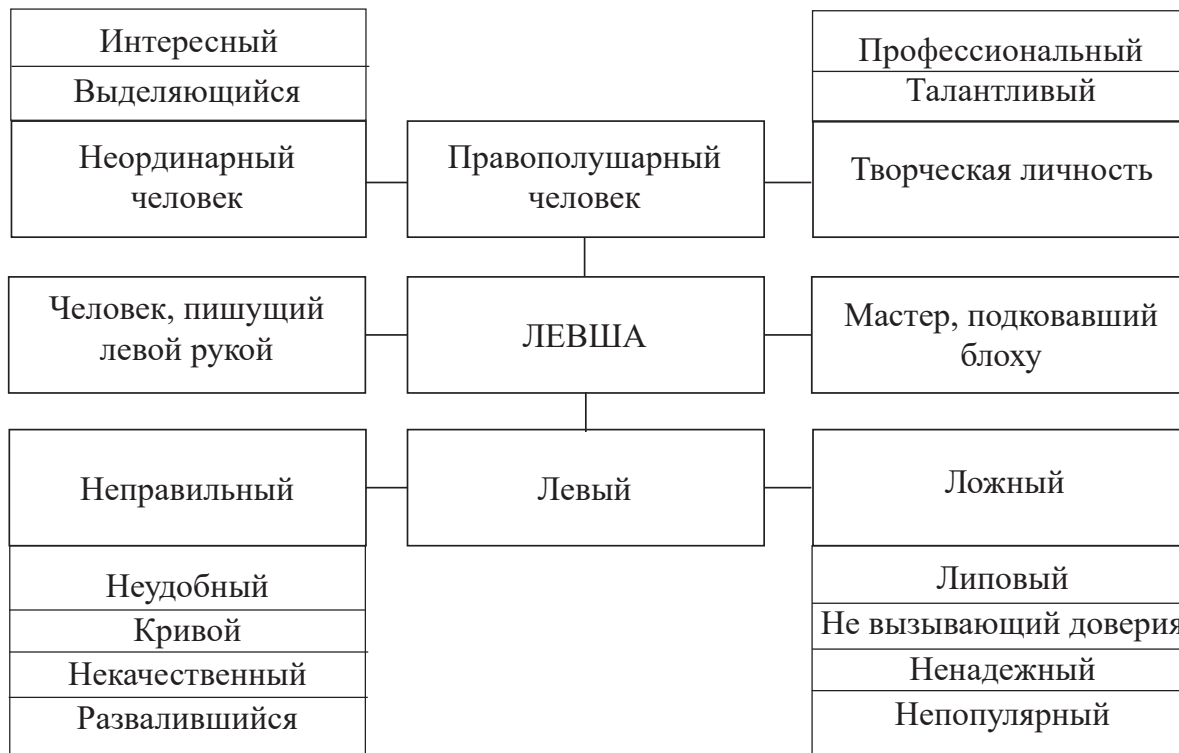 Интересный
Профессиональный
Выделяющийся
Талантливый
Неординарный
человек
Правополушарный
человек
Творческая личность
Человек, пишущий
левой рукой
ЛЕВША
Мастер, подковавший
блоху
Неправильный
Левый
Ложный
Неудобный
Липовый
Кривой
Не вызывающий доверия
Некачественный
Ненадежный
Развалившийся
Непопулярный